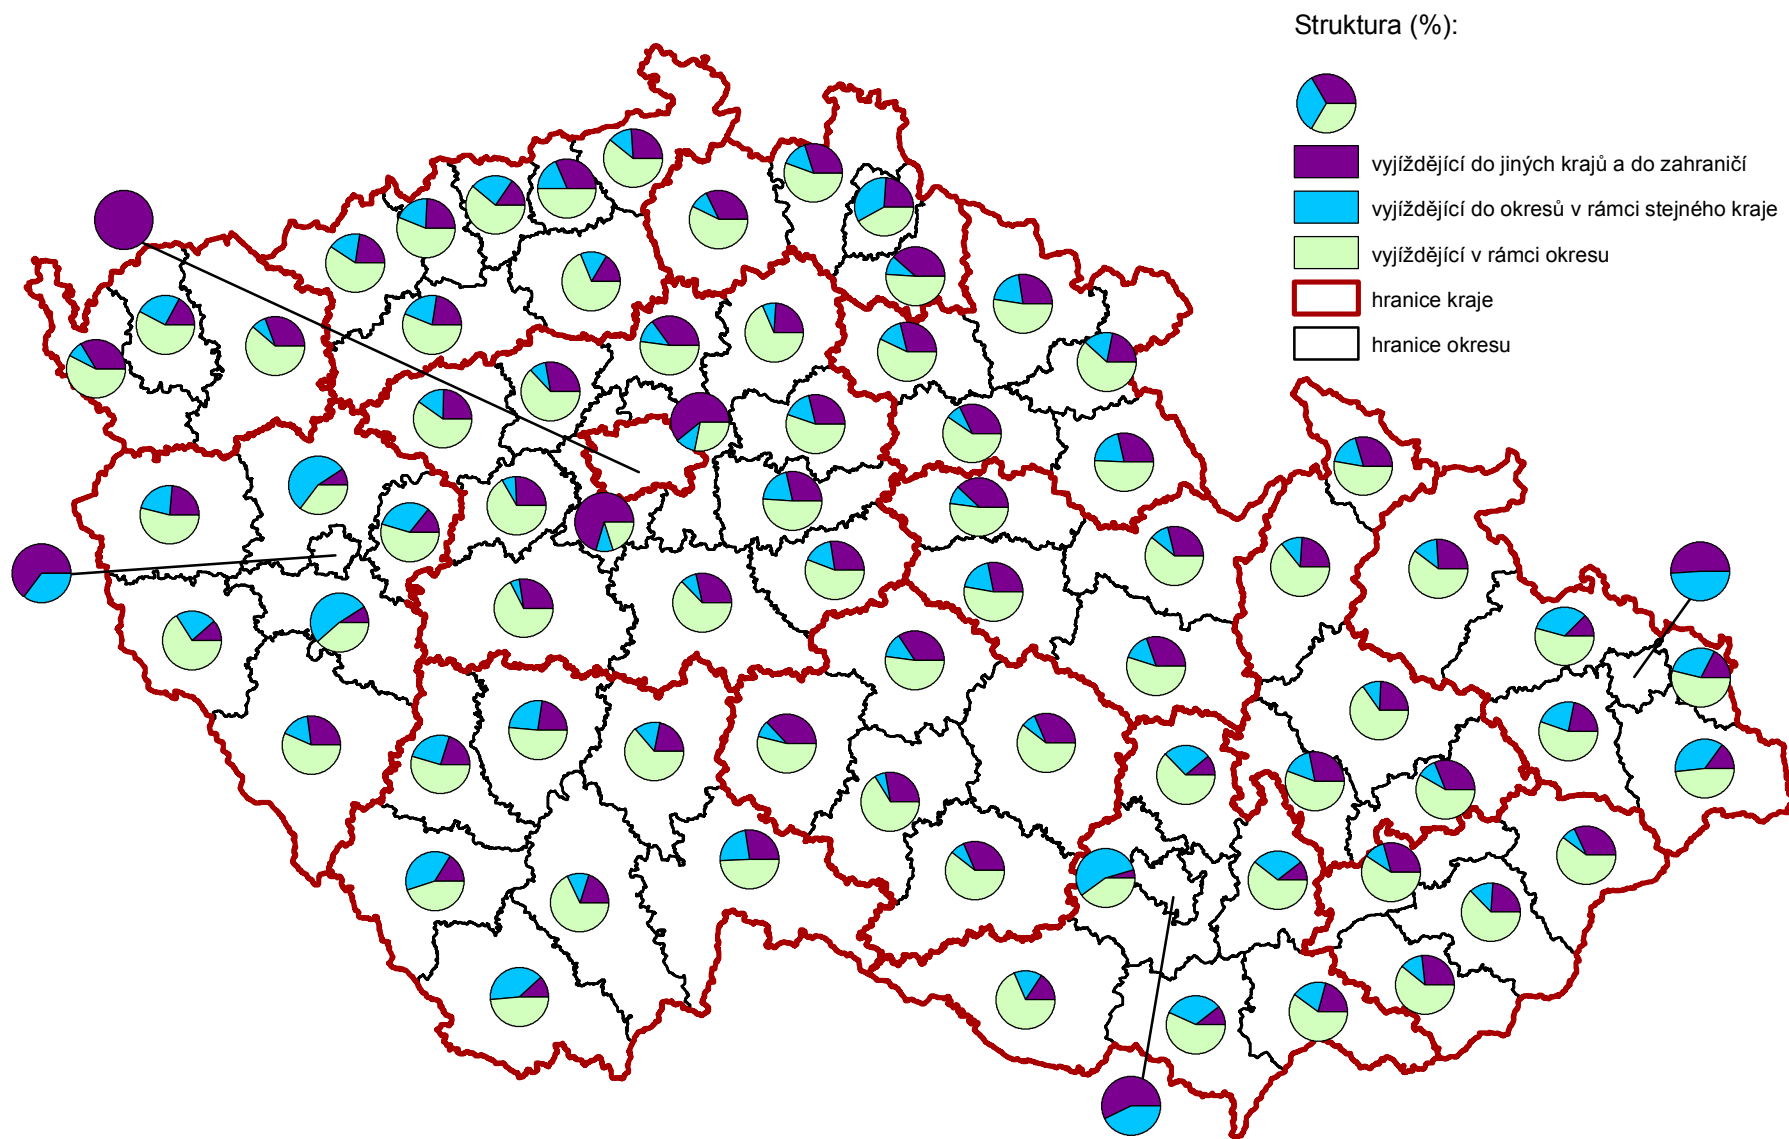 Struktura (%):
vyjíždějící do jiných krajů a do zahraničí
vyjíždějící do okresů v rámci stejného kraje
vyjíždějící v rámci okresu
hranice kraje
hranice okresu